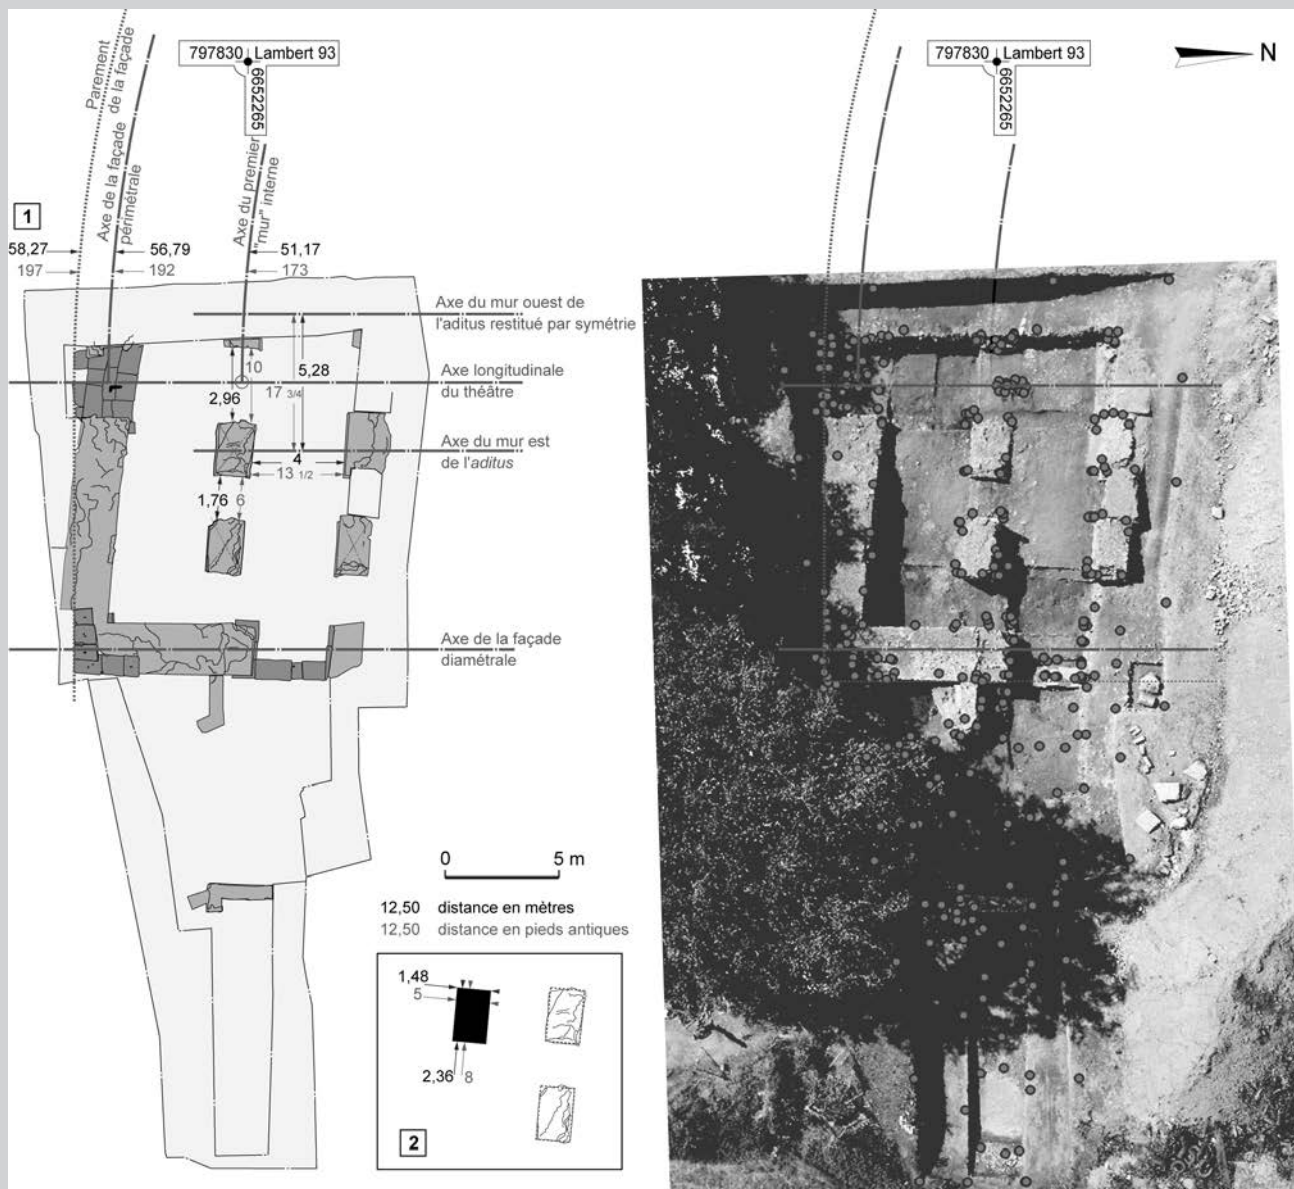 797830 Lambert 93
6652265
Parement
de la façade
Axe de la façade
périmétrale
Axe du premier
"mur" interne
1
58,27
56,79
51,17
197
192
173
Axe du mur ouest de
l'aditus restitué par symétrie
10
5,28
Axe longitudinale
du théâtre
2,96
17 3/4
Axe du mur est
de l'aditus
4
13 1/2
1,76
6
Axe de la façade
diamétrale
0
5 m
12,50 distance en mètres
12,50 distance en pieds antiques
1,48
5
2,36
8
2
797830 Lambert 93
6652265
N